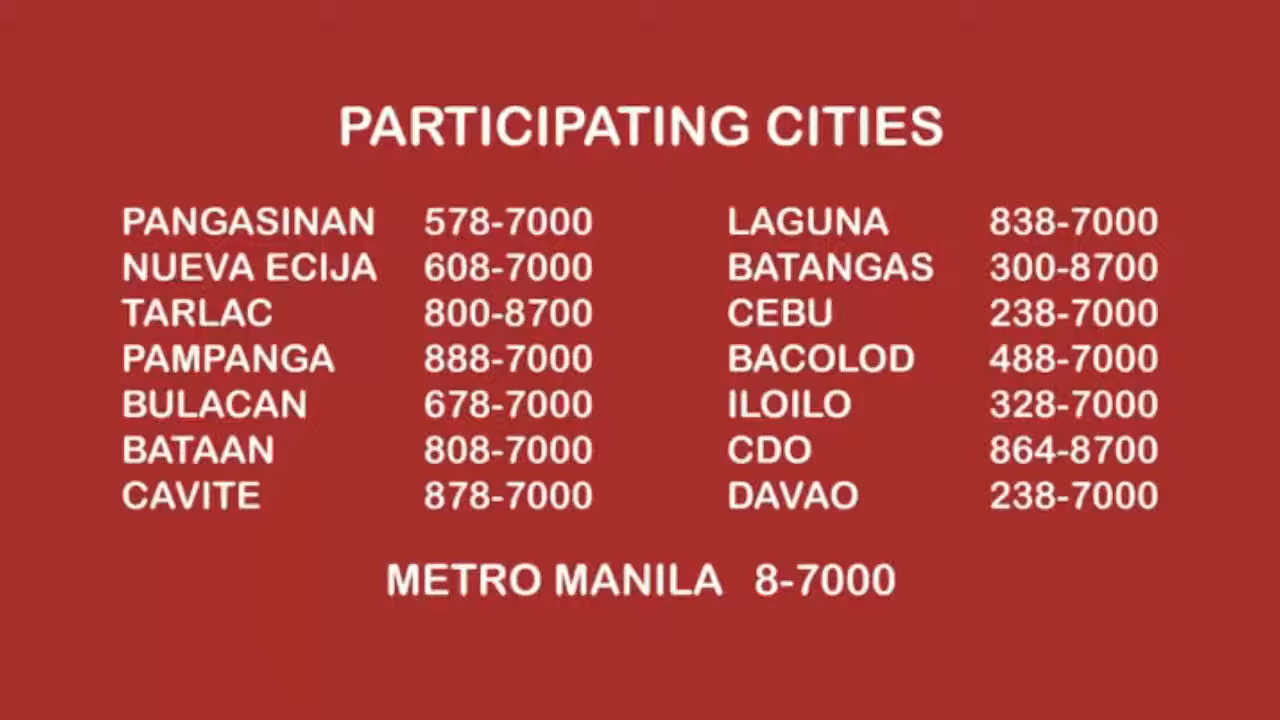 PARTICIPATING CITIES
PANGASINAN 578-7000
NUEVA ECIJA 608-7000
TARLAC 800-8700
PAMPANGA 888-7000
BULACAN 678-7000
BATAAN 808-7000
CAVITE 878-7000
LAGUNA 838-7000
BATANGAS 300-8700
CEBU 238-7000
BACOLOD 488-7000
ILOILO 328-7000
CDO 864-8700
DAVAO 238-7000
METRO MANILA 8-7000